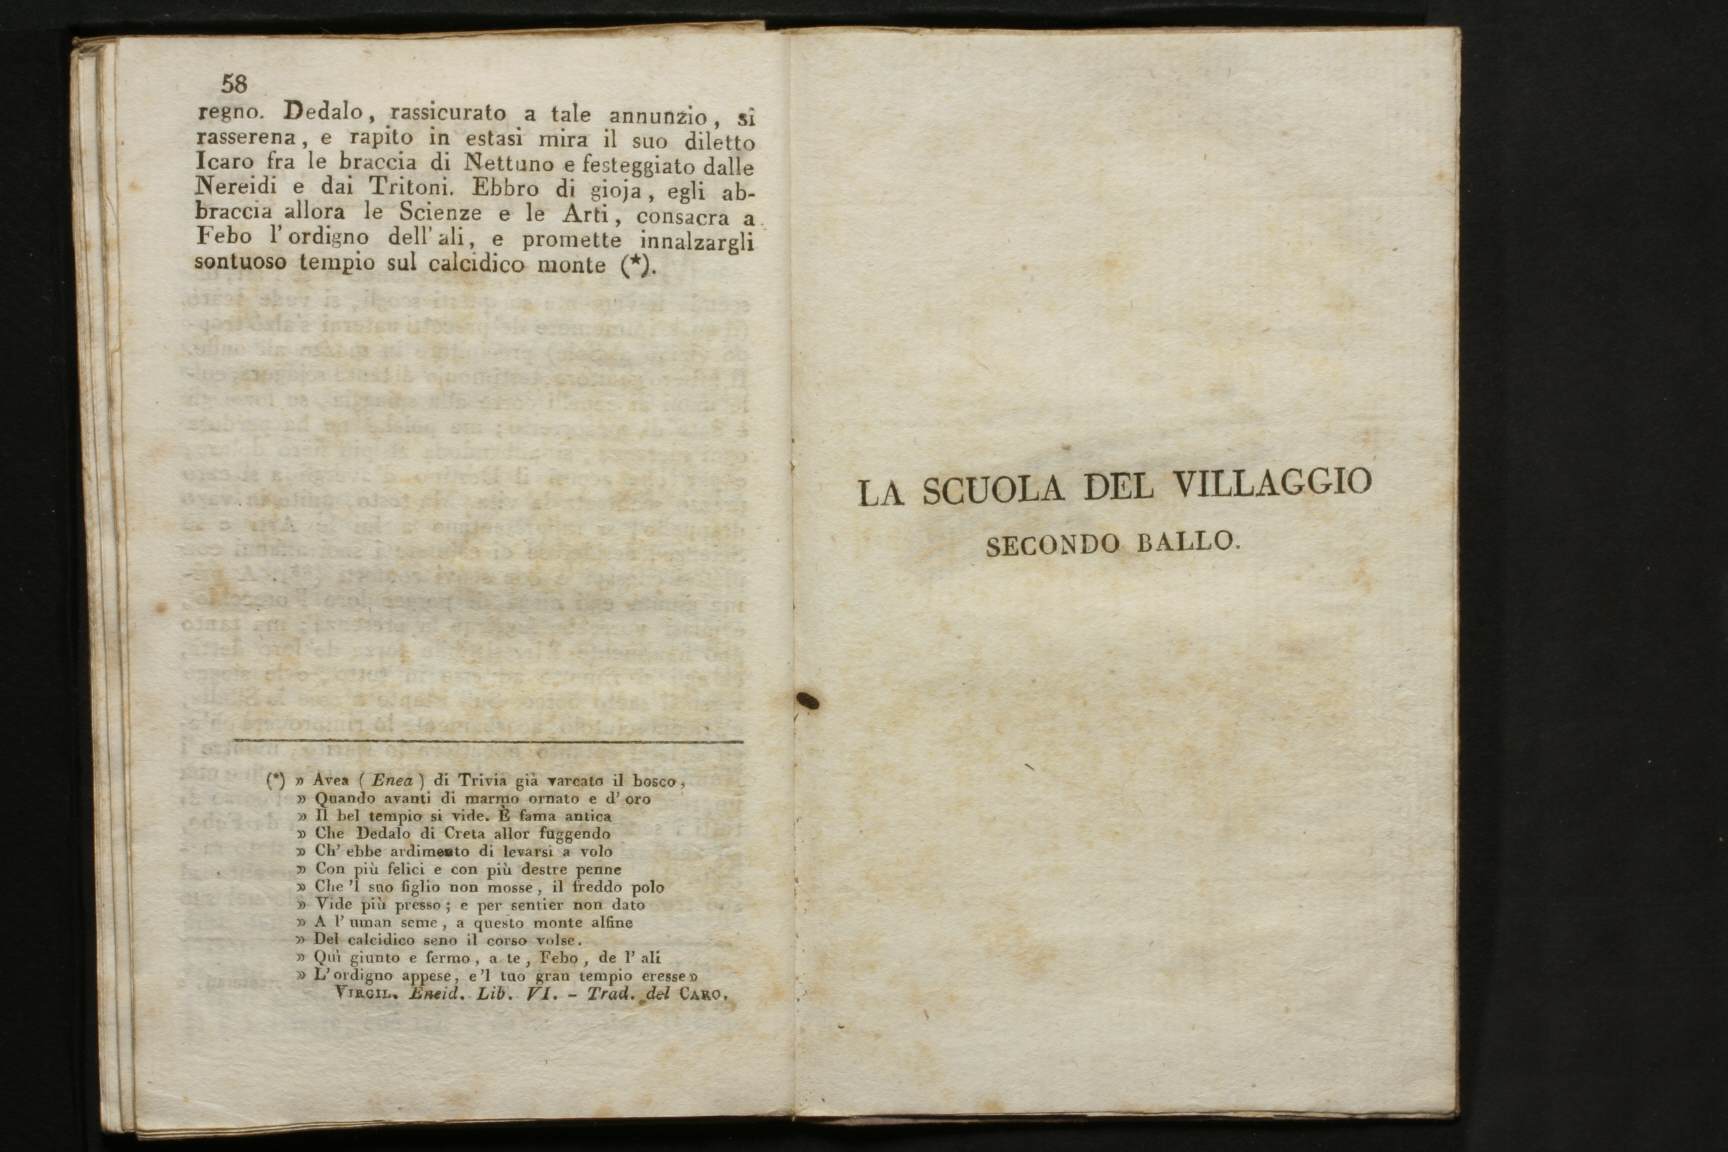 58
regno. Dedalo, rassicurato a tale annunzio, si
rasserena, e rapito in estasi mira il suo diletto
Icaro fra le braccia di Nettuno e festeggiato dalle
Nereidi e dai Tritoni. Ebbro di gioja, egli ab-
braccia allora le Scienze e le Arti, consacra a
Febo l'ordigno dell'ali, e promette innalzargli
sontuoso tempio sul calcidico monte (*).
(*) » Avea (Enea) di Trivia già varcato il bosco,
» Quando avanti di marmo ornato e d'oro
» Il bel tempio si vide. È fama antica
» Che Dedalo di Creta allor fuggendo
» Ch'ebbe ardimento di levarsi a volo
» Con più felici e con più destre penne
» Che 'l suo figlio non mosse, il freddo polo
» Vide più presso; e per sentier non dato
» A l'uman seme, a questo monte alfine
» Del calcidico seno il corso volse.
» Quì giunto e fermo, a te, Febo, de l'ali
» L'ordigno appese, e 'l tuo gran tempio eresse »
VIRGIL. Eneid. Lib. VI. - Trad. del CARO.
LA SCUOLA DEL VILLAGGIO
SECONDO BALLO.